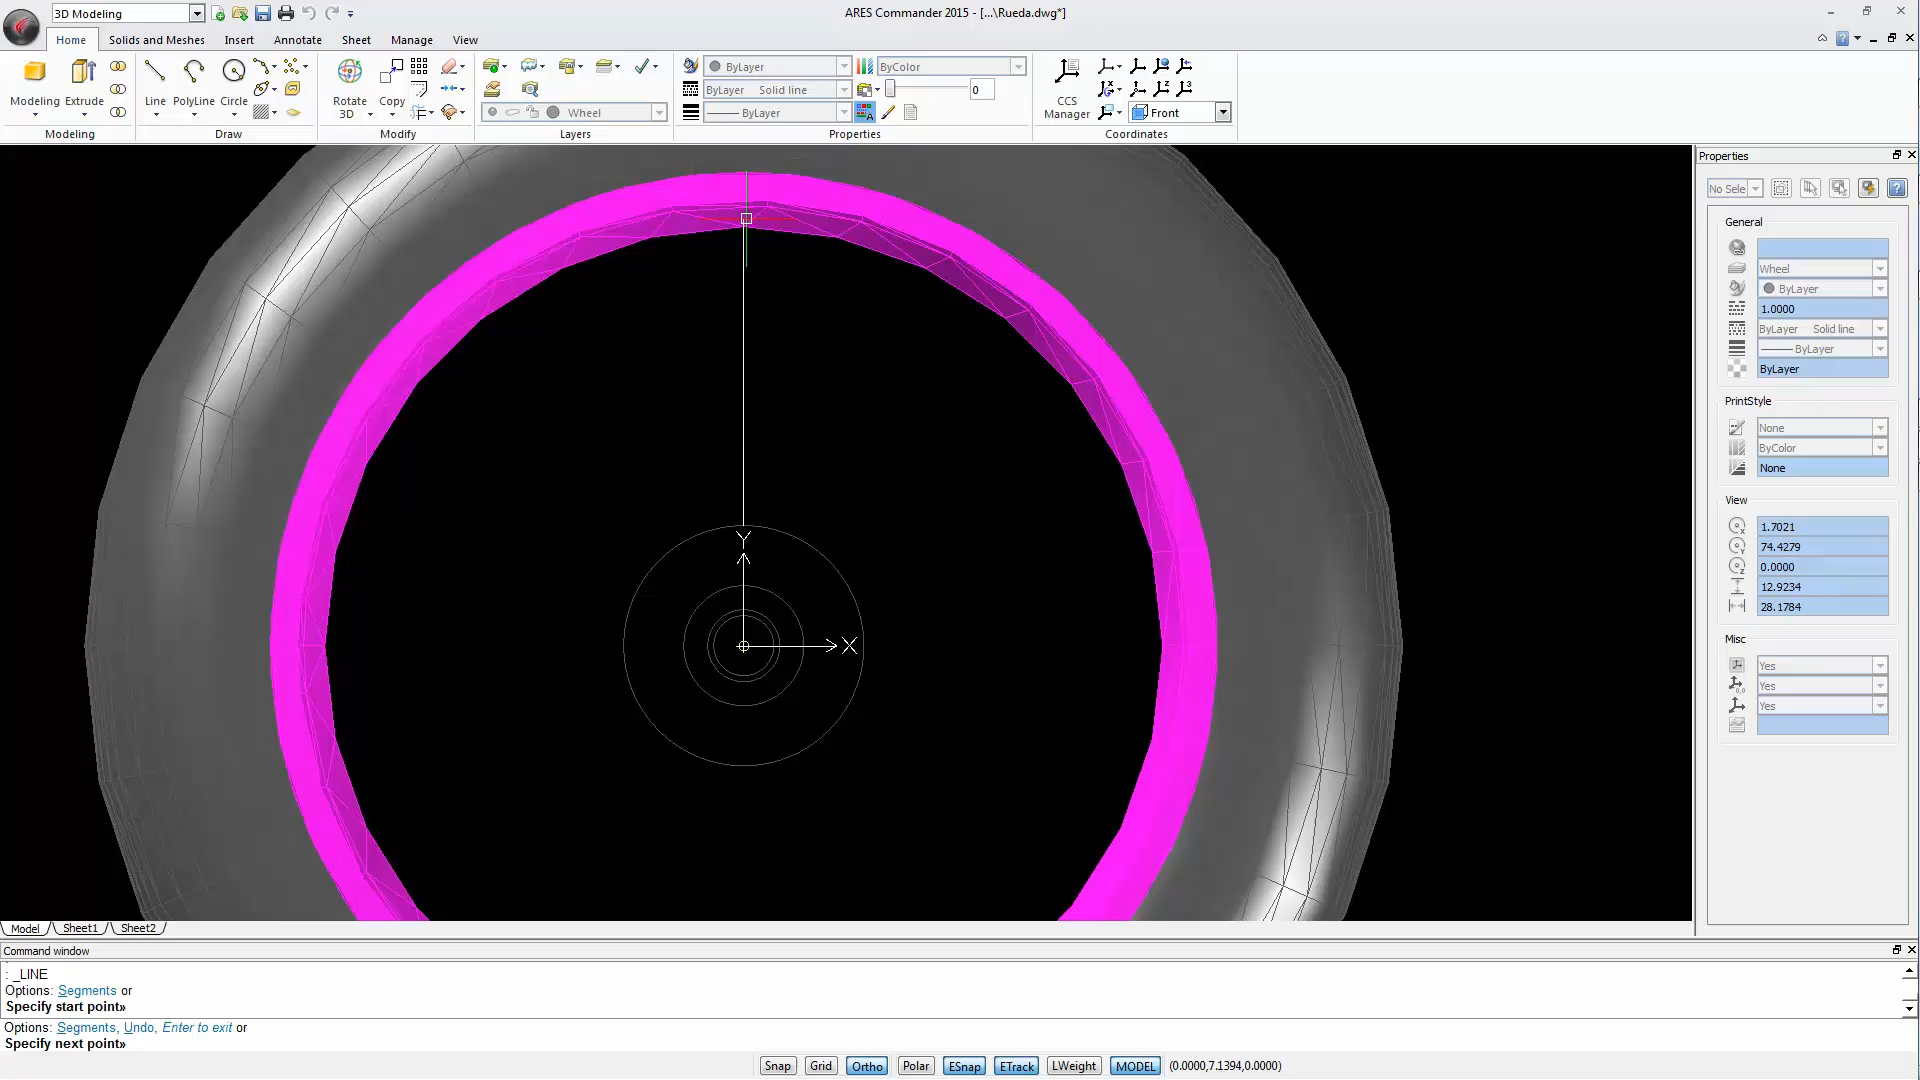 3D Modeling
ARES Commander 2015 - [...\Rueda.dwg*]
Home
Solids and Meshes
Insert
Annotate
Sheet
Manage
View
Modeling
Extrude
Line
PolyLine
Circle
Rotate
3D
Copy
Wheel
ByLayer
ByLayer Solid line
ByLayer
ByColor
0
CCS
Manager
Front
Modeling
Draw
Modify
Layers
Properties
Coordinates
Y
X
Properties
No Sele
General
Wheel
ByLayer
1.0000
ByLayer Solid line
ByLayer
ByLayer
PrintStyle
None
ByColor
None
View
1.7021
74.4279
0.0000
12.9234
28.1784
Misc
Yes
Yes
Yes
Model
Sheet1
Sheet2
Command window
: _LINE
Options: Segments or
Specify start point»
Options: Segments, Undo, Enter to exit or
Specify next point»
Snap
Grid
Ortho
Polar
ESnap
ETrack
LWeight
MODEL
(0.0000,7.1394,0.0000)